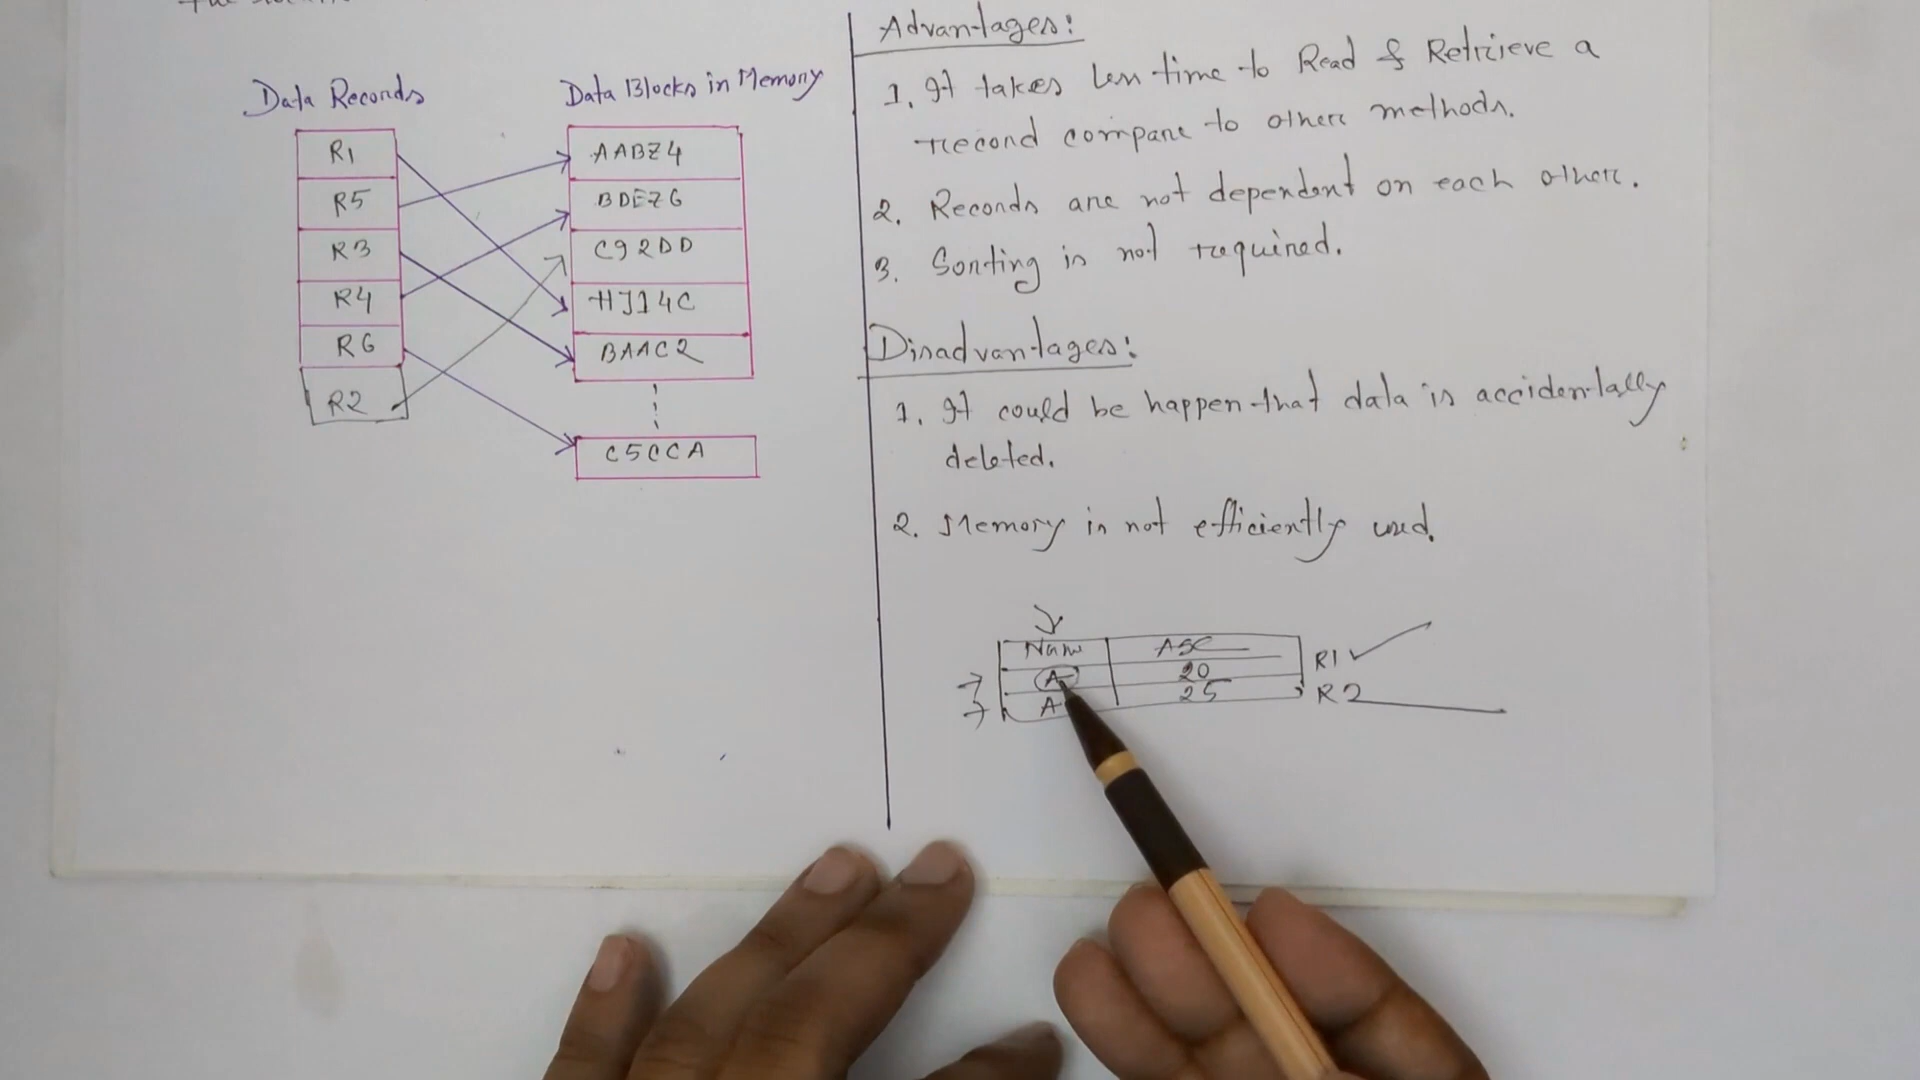 Data Records
Data Blocks in Memory
R1
R5
R3
R4
R6
R2
AABZ4
BDEZ6
C92DD
HJ14C
BAAC2
C5CCA
Advantages:
1. It takes less time to Read & Retrieve a
record compare to other methods.
2. Records are not dependent on each other.
3. Sorting is not required.
Disadvantages:
1. It could be happen that data is accidentally
deleted.
2. Memory is not efficiently used.
Name
A 20 R1
A 25 R2